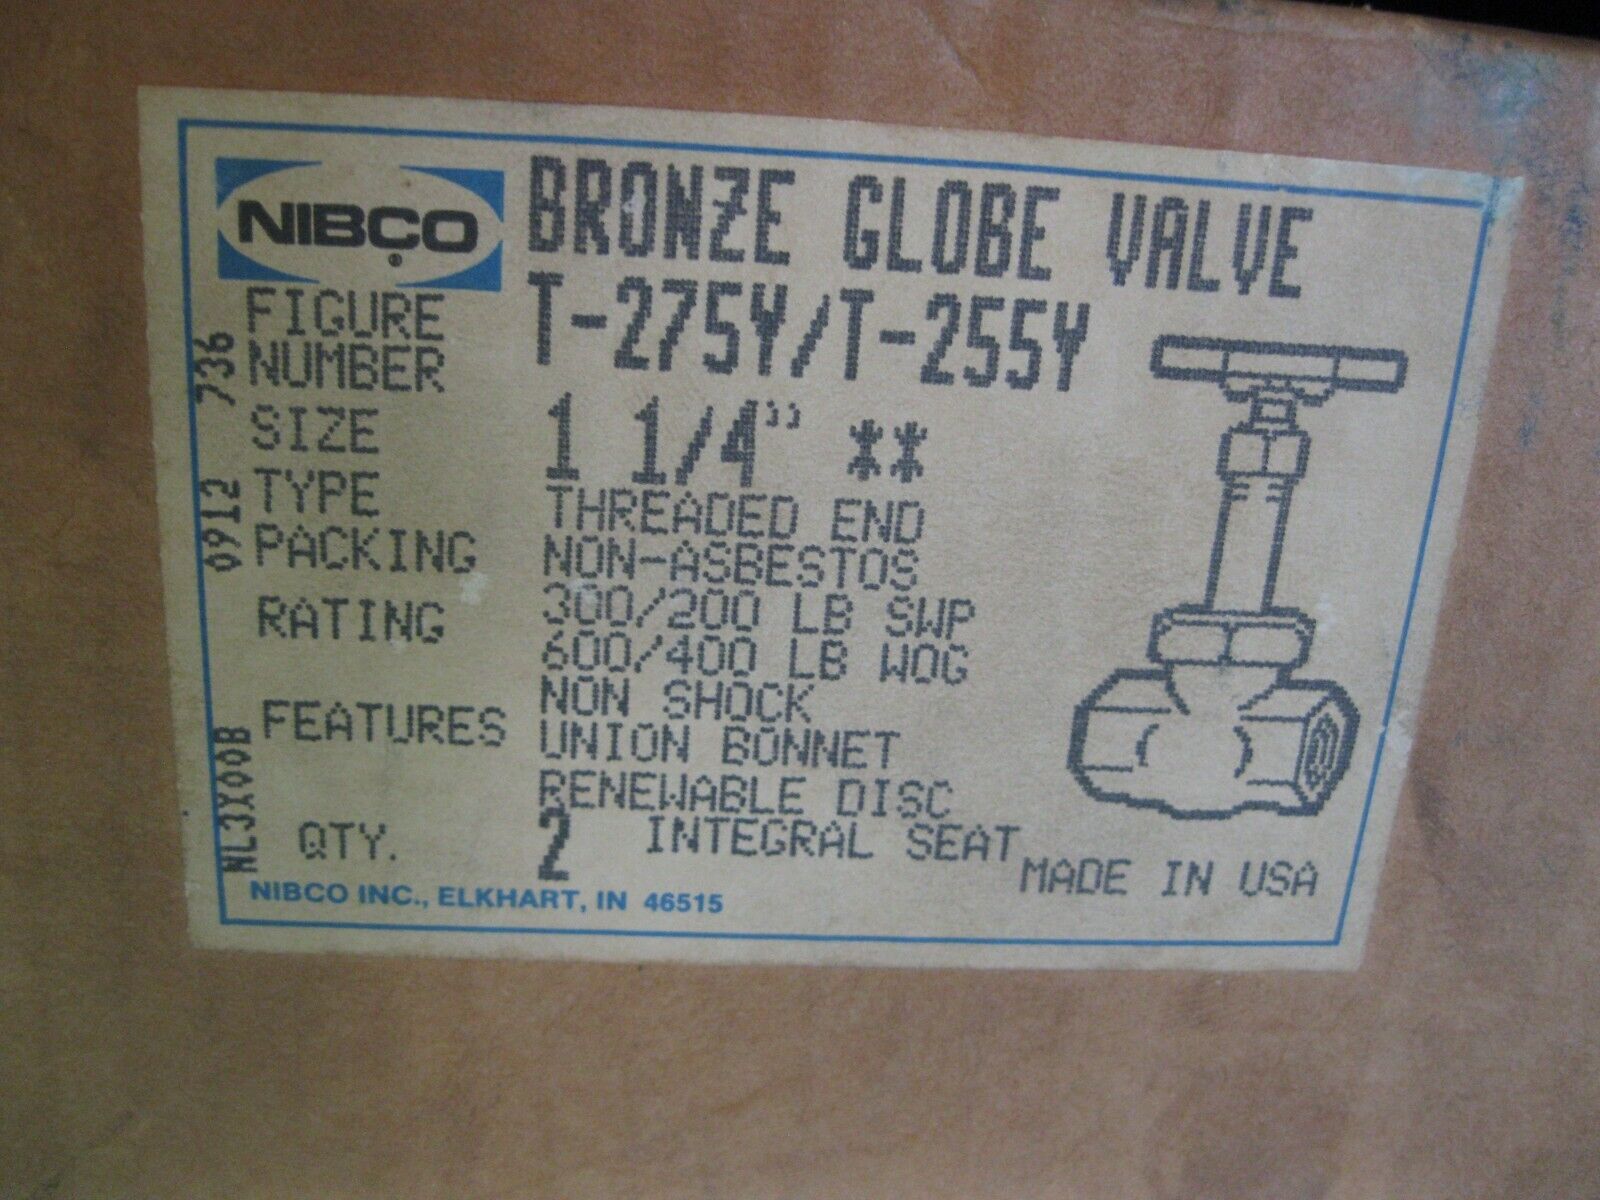 NIBCO®
BRONZE GLOBE VALVE
FIGURE NUMBER
T-275Y/T-255Y
SIZE
1 1/4" **
TYPE
THREADED END
PACKING
NON-ASBESTOS
RATING
300/200 LB SWP
600/400 LB WOG
NON SHOCK
FEATURES
UNION BONNET
RENEWABLE DISC
QTY.
2
INTEGRAL SEAT
MADE IN USA
NIBCO INC., ELKHART, IN 46515
NL3X00B 0912 736